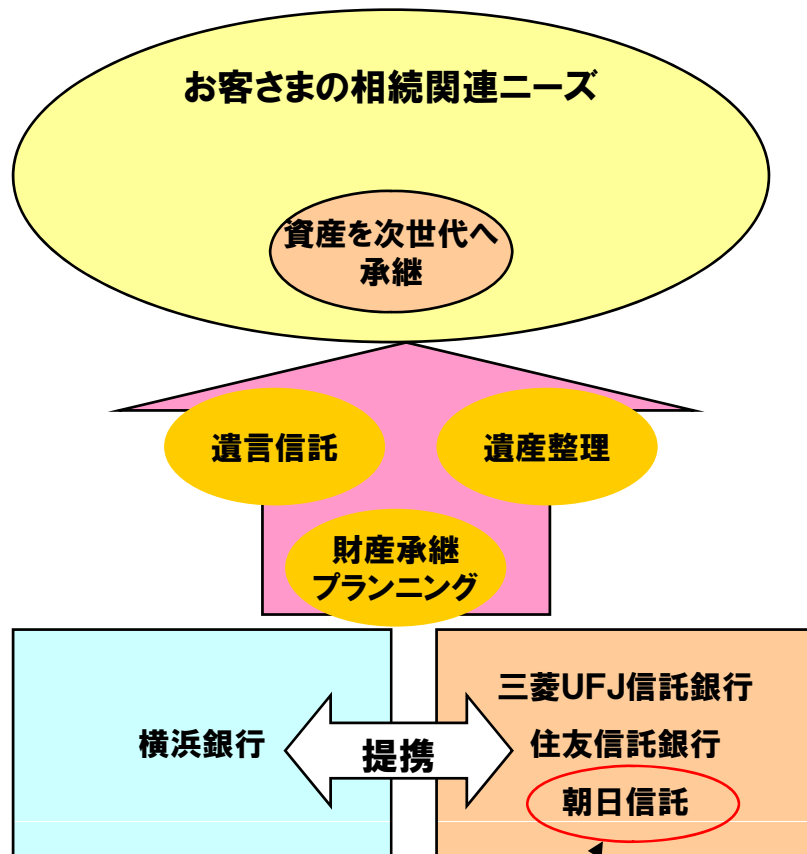 お客さまの相続関連ニーズ
資産を次世代へ
承継
遺言信託
遺産整理
財産承継
プランニング
三菱UFJ信託銀行
横浜銀行
提携
住友信託銀行
朝日信託